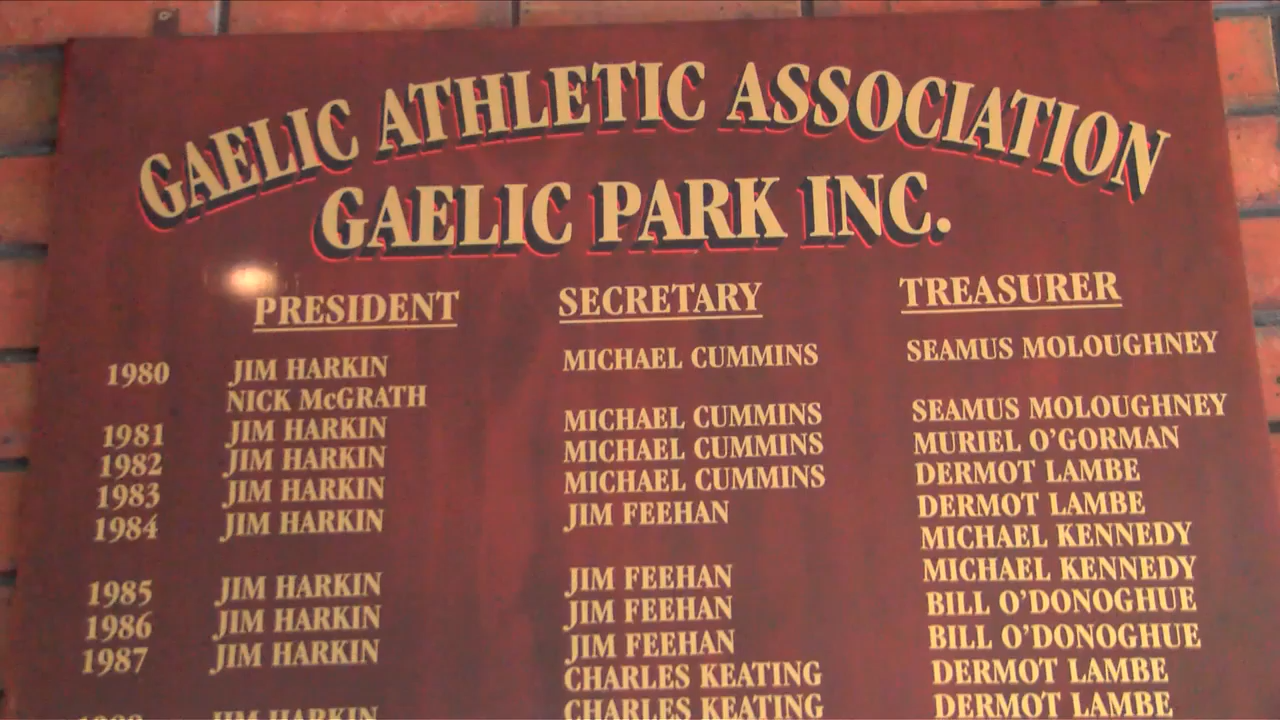 GAELIC ATHLETIC ASSOCIATION
GAELIC PARK INC.
PRESIDENT SECRETARY TREASURER
1980 JIM HARKIN MICHAEL CUMMINS SEAMUS MOLOUGHNEY
NICK McGRATH
1981 JIM HARKIN MICHAEL CUMMINS SEAMUS MOLOUGHNEY
1982 JIM HARKIN MICHAEL CUMMINS MURIEL O'GORMAN
1983 JIM HARKIN MICHAEL CUMMINS DERMOT LAMBE
1984 JIM HARKIN JIM FEEHAN DERMOT LAMBE
MICHAEL KENNEDY
1985 JIM HARKIN JIM FEEHAN MICHAEL KENNEDY
1986 JIM HARKIN JIM FEEHAN BILL O'DONOGHUE
1987 JIM HARKIN JIM FEEHAN BILL O'DONOGHUE
CHARLES KEATING DERMOT LAMBE
JIM HARKIN CHARLES KEATING DERMOT LAMBE